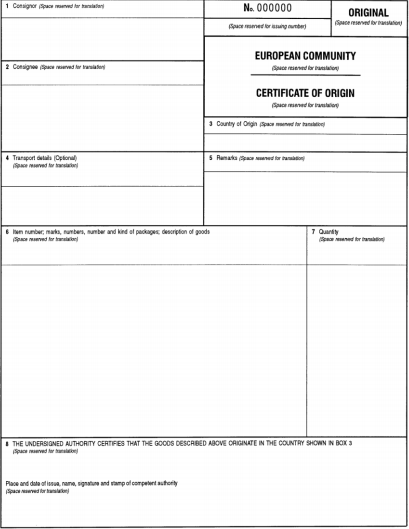 1 Consignor (Space reserved for translation)
No. 000000
(Space reserved for issuing number)
ORIGINAL
(Space reserved for translation)
EUROPEAN COMMUNITY
(Space reserved for translation)
CERTIFICATE OF ORIGIN
(Space reserved for translation)
2 Consignee (Space reserved for translation)
3 Country of Origin (Space reserved for translation)
4 Transport details (Optional)
(Space reserved for translation)
5 Remarks (Space reserved for translation)
6 Item number; marks, numbers, number and kind of packages; description of goods
(Space reserved for translation)
7 Quantity
(Space reserved for translation)
8 THE UNDERSIGNED AUTHORITY CERTIFIES THAT THE GOODS DESCRIBED ABOVE ORIGINATE IN THE COUNTRY SHOWN IN BOX 3
(Space reserved for translation)
Place and date of issue, name, signature and stamp of competent authority
(Space reserved for translation)